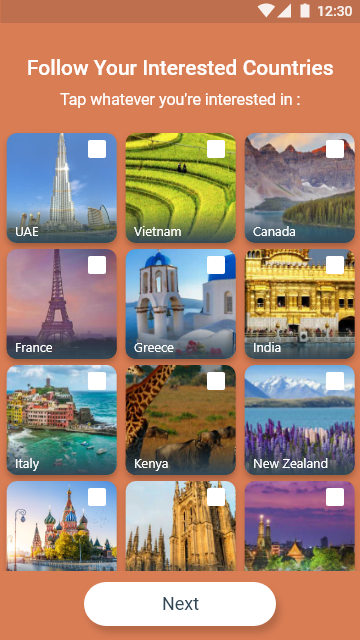 12:30
Follow Your Interested Countries
Tap whatever you're interested in :
UAE
Vietnam
Canada
France
Greece
India
Italy
Kenya
New Zealand
Next